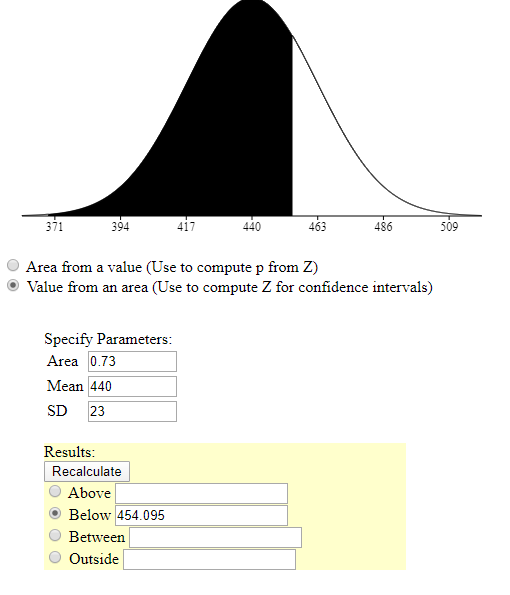 371 394 417 440 463 486 509
Area from a value (Use to compute p from Z)
Value from an area (Use to compute Z for confidence intervals)
Specify Parameters:
Area 0.73
Mean 440
SD 23
Results:
Recalculate
Above
Below 454.095
Between
Outside